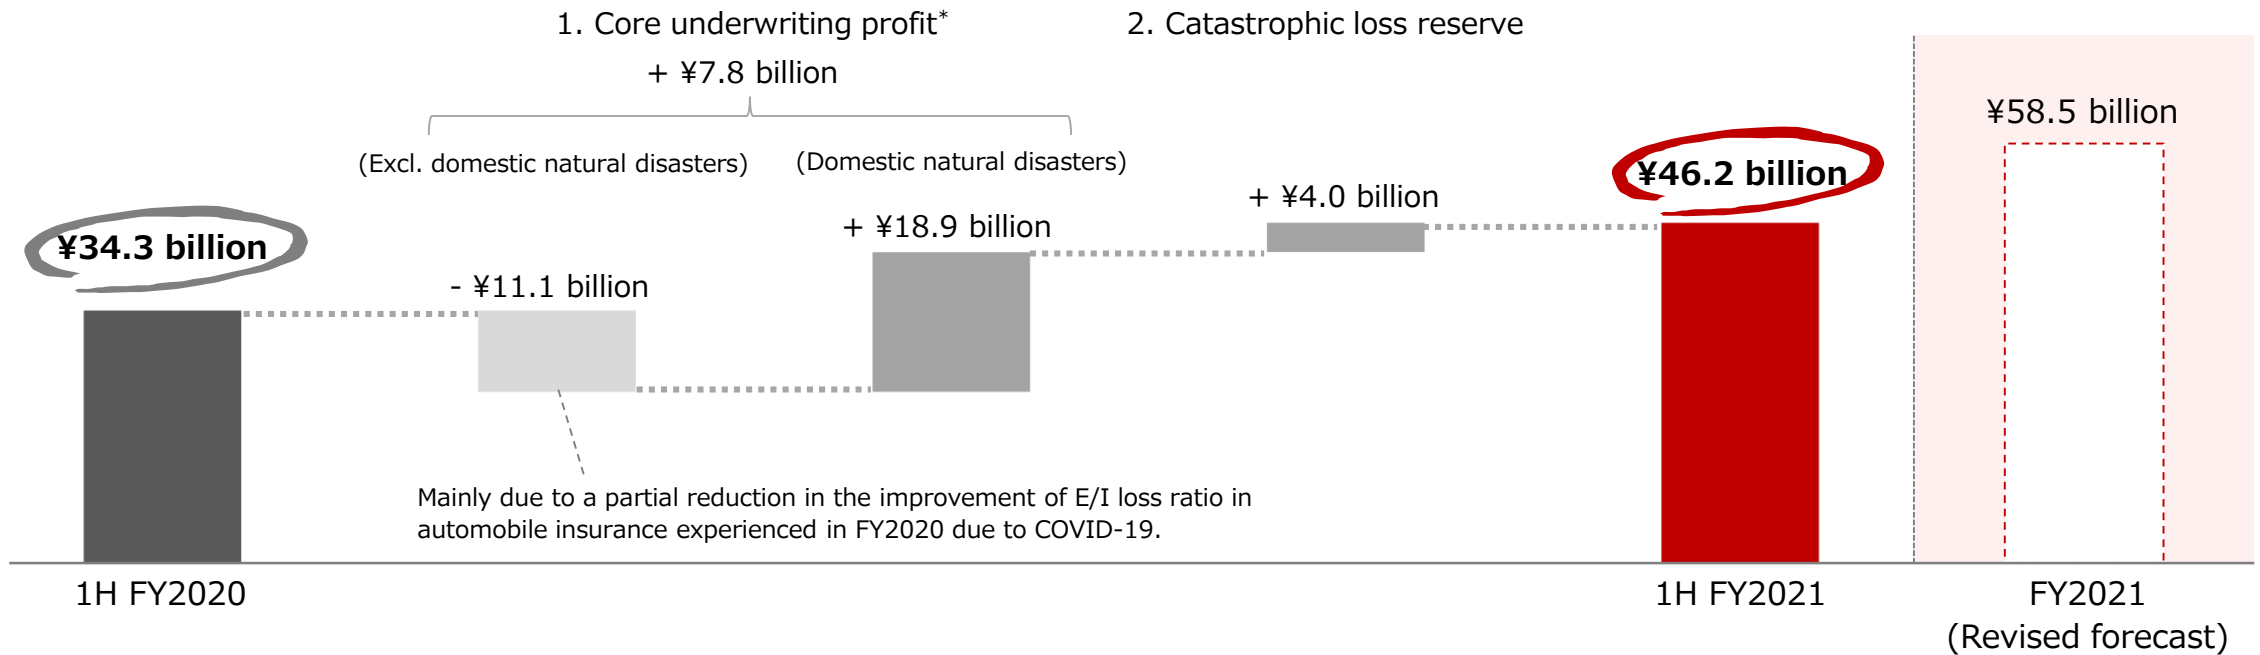 1. Core underwriting profit*
+ ¥7.8 billion
2. Catastrophic loss reserve
(Excl. domestic natural disasters)
(Domestic natural disasters)
¥34.3 billion
- ¥11.1 billion
+ ¥18.9 billion
+ ¥4.0 billion
¥46.2 billion
¥58.5 billion
Mainly due to a partial reduction in the improvement of E/I loss ratio in
automobile insurance experienced in FY2020 due to COVID-19.
1H FY2020
1H FY2021
FY2021
(Revised forecast)